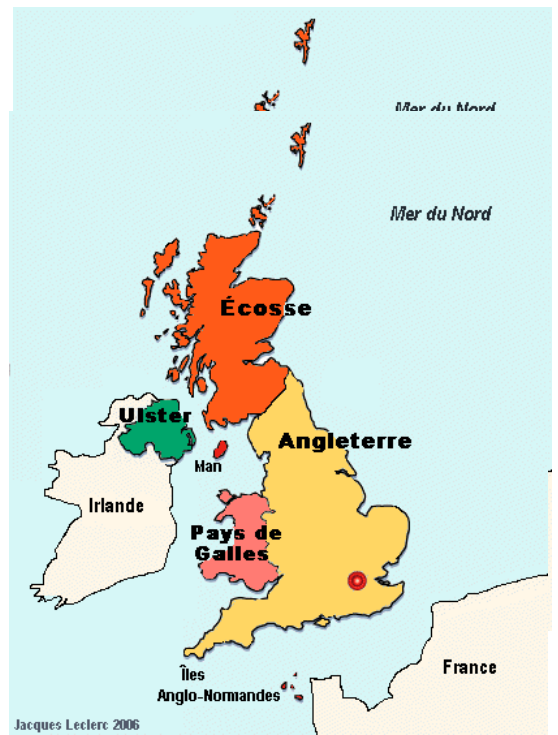 Mer du Nord
Mer du Nord
Écosse
Ulster
Angleterre
Man
Irlande
Pays de
Galles
Îles
Anglo-Normandes
France
Jacques Leclerc 2006